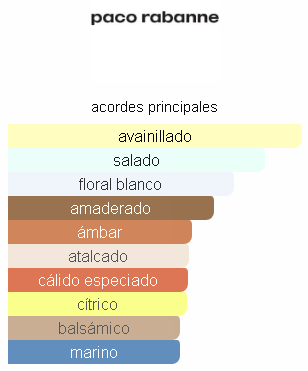 paco rabanne
acordes principales
avainillado
salado
floral blanco
amaderado
ámbar
atalcado
cálido especiado
cítrico
balsámico
marino